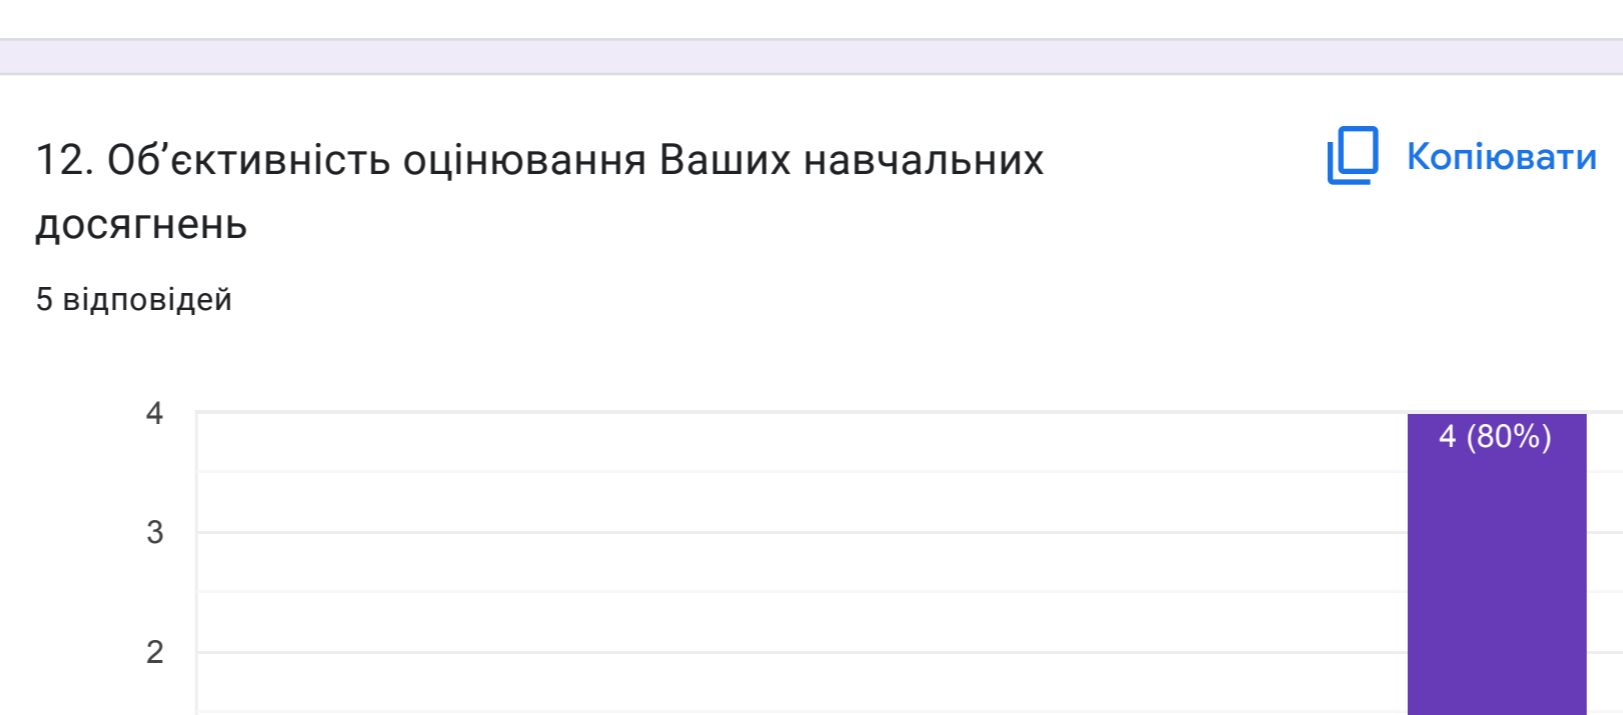 12. Об’єктивність оцінювання Ваших навчальних
досягнень
Копіювати
5 відповідей
4
4 (80%)
3
2